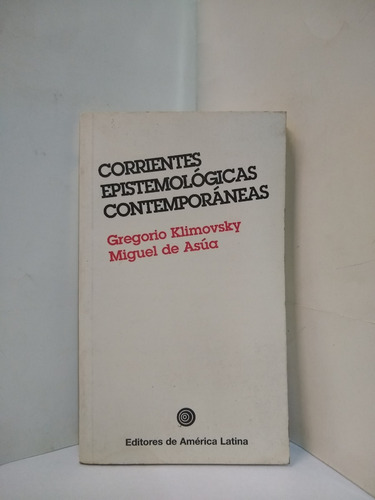 CORRIENTES
EPISTEMOLÓGICAS
CONTEMPORÁNEAS
Gregorio Klimovsky
Miguel de Asúa
Editores de América Latina